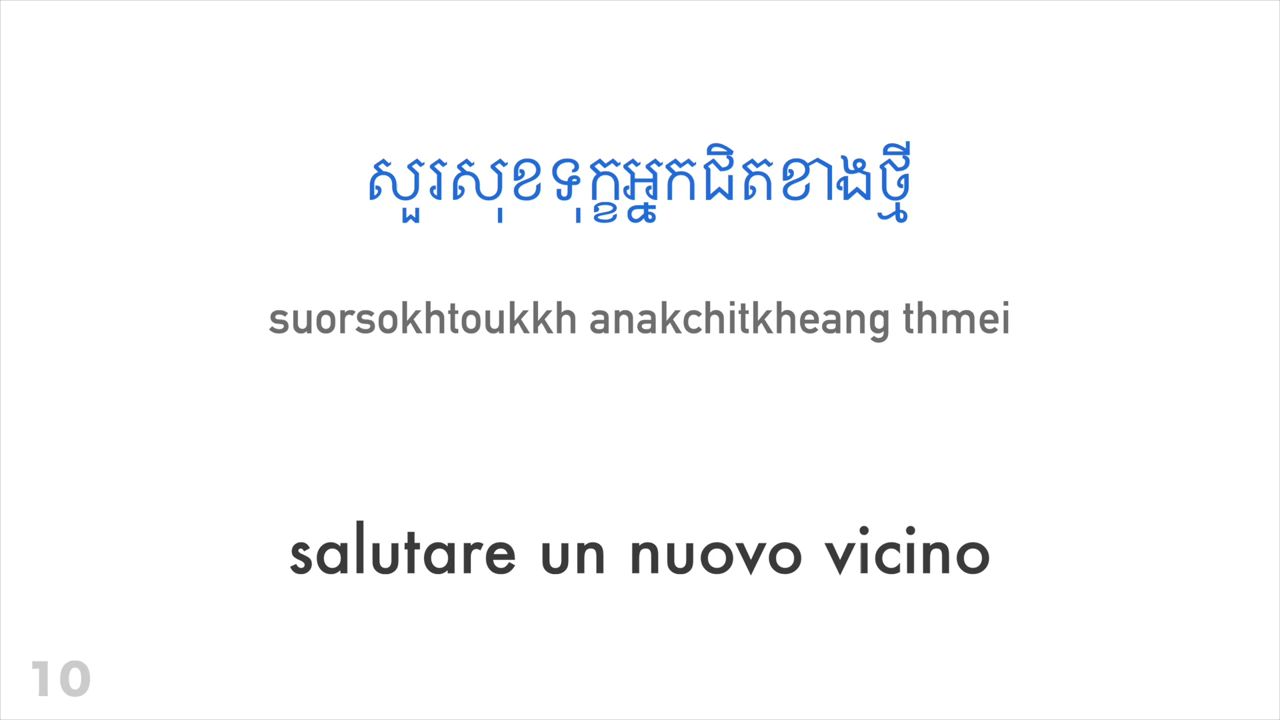 សួរសុខទុក្ខអ្នកជិតខាងថ្មី
suorsokhtoukkh anakchitkheang thmei
salutare un nuovo vicino
10